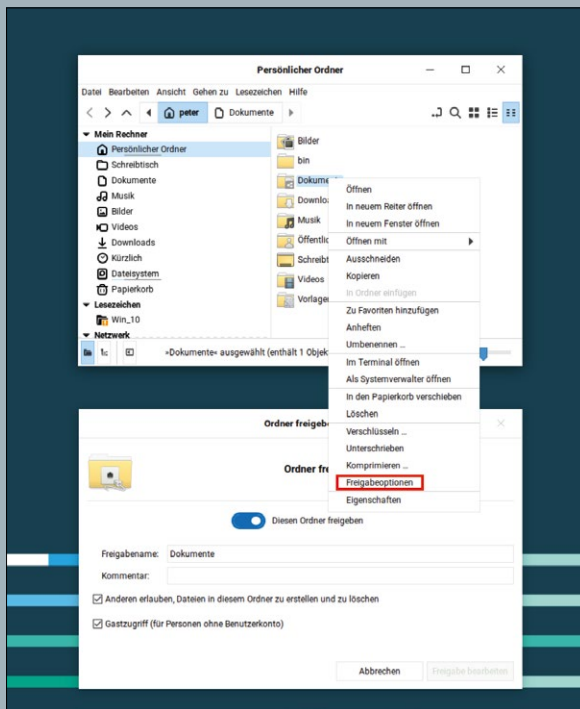 Persönlicher Ordner
Datei Bearbeiten Ansicht Gehen zu Lesezeichen Hilfe
peter Dokumente
Mein Rechner
Persönlicher Ordner
Schreibtisch
Dokumente
Musik
Bilder
Videos
Downloads
Kürzlich
Dateisystem
Papierkorb
Lesezeichen
Win_10
Netzwerk
Bilder
bin
Dokume
Downlo
Musik
Öffentlic
Schreibt
Videos
Vorlage
»Dokumente« ausgewählt (enthält 1 Objek
Öffnen
In neuem Reiter öffnen
In neuem Fenster öffnen
Öffnen mit
Ausschneiden
Kopieren
In Ordner einfügen
Zu Favoriten hinzufügen
Anheften
Umbenennen ...
Im Terminal öffnen
Als Systemverwalter öffnen
In den Papierkorb verschieben
Löschen
Verschlüsseln ...
Unterschrieben
Komprimieren ...
Freigabeoptionen
Eigenschaften
Ordner freigeb
Ordner fre
Diesen Ordner freigeben
Freigabename: Dokumente
Kommentar:
Anderen erlauben, Dateien in diesem Ordner zu erstellen und zu löschen
Gastzugriff (für Personen ohne Benutzerkonto)
Abbrechen Freigabe bearbeiten